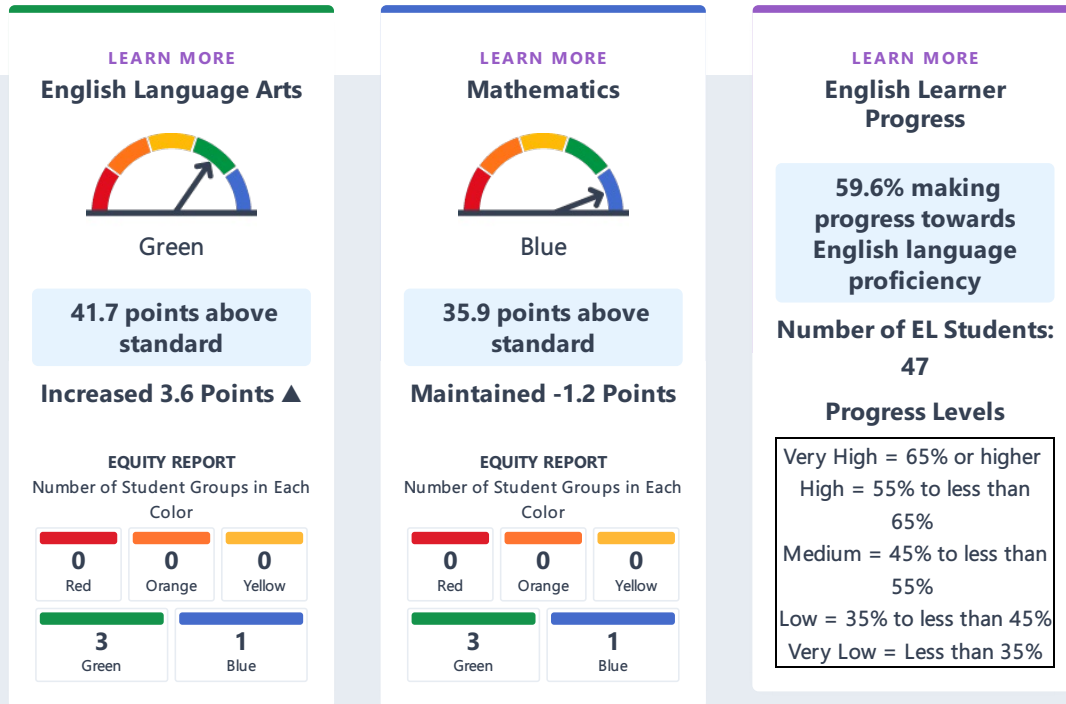 LEARN MORE
English Language Arts
Green
41.7 points above
standard
Increased 3.6 Points ▲
EQUITY REPORT
Number of Student Groups in Each
Color
0
Red
0
Orange
0
Yellow
3
Green
1
Blue
LEARN MORE
Mathematics
Blue
35.9 points above
standard
Maintained -1.2 Points
EQUITY REPORT
Number of Student Groups in Each
Color
0
Red
0
Orange
0
Yellow
3
Green
1
Blue
LEARN MORE
English Learner
Progress
59.6% making
progress towards
English language
proficiency
Number of EL Students:
47
Progress Levels
Very High = 65% or higher
High = 55% to less than
65%
Medium = 45% to less than
55%
Low = 35% to less than 45%
Very Low = Less than 35%